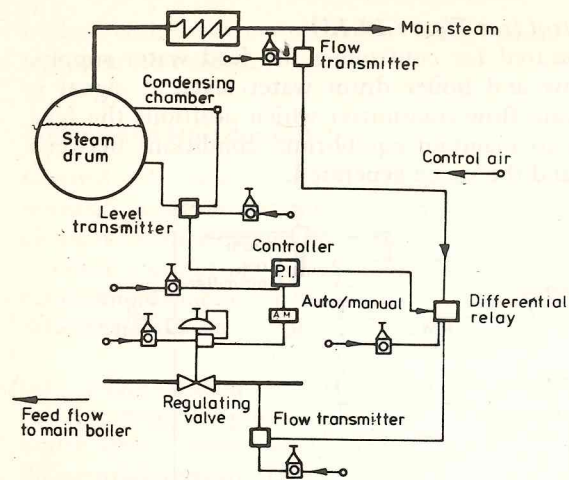 Main steam
Flow
transmitter
Condensing
chamber
Steam
drum
Control air
Level
transmitter
Controller
P.I.
Auto/manual
A M
Differential
relay
Regulating
valve
Flow transmitter
Feed flow
to main boiler